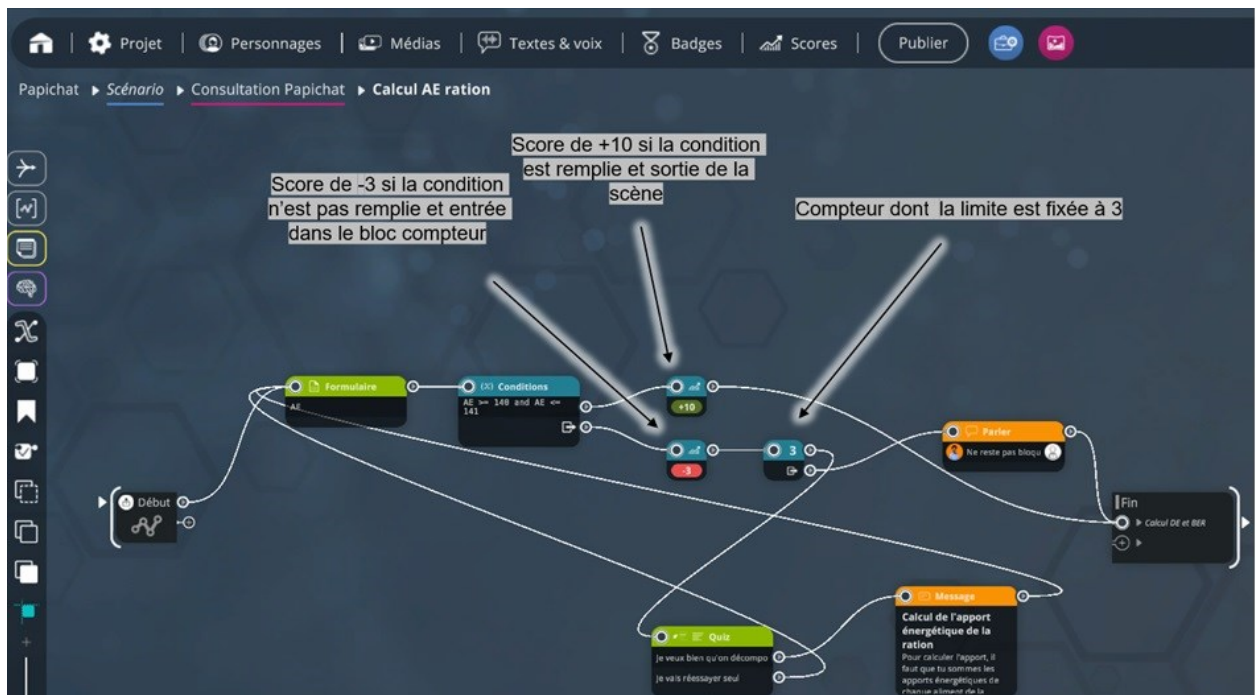 Projet | Personnages | Médias | Textes & voix | Badges | Scores | Publier
Papichat ▸ Scénario ▸ Consultation Papichat ▸ Calcul AE ration
Score de +10 si la condition
est remplie et sortie de la
scène
Score de -3 si la condition
n'est pas remplie et entrée
dans le bloc compteur
Compteur dont la limite est fixée à 3
Formulaire
AE
(x) Conditions
AE >= 140 and AE <=
141
+10
-3
3
Parler
Ne reste pas bloqu
Début
Fin
Calcul DE et BER
Message
Calcul de l'apport
énergétique de la
ration
Pour calculer l'apport, il
faut que tu sommes les
apports énergétiques de
chaque aliment de la
Quiz
Je veux bien qu'on décompo
Je vais réessayer seul